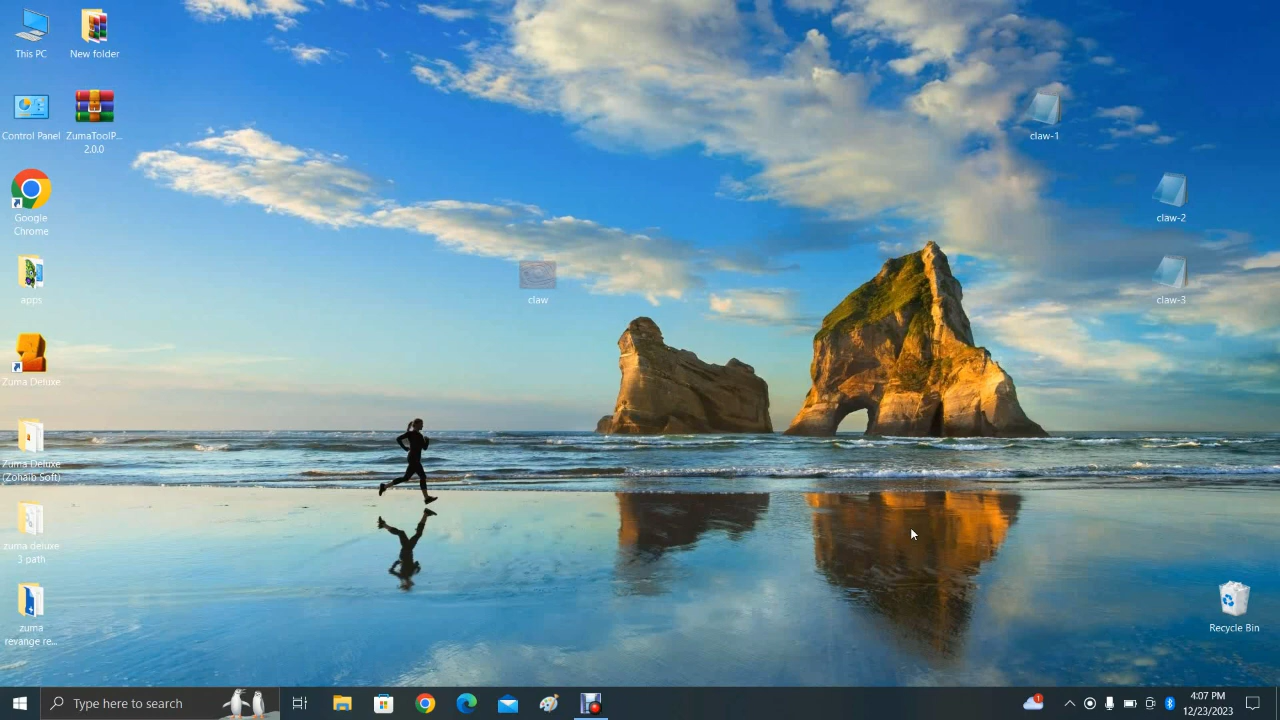 This PC
New folder
Control Panel
ZumaToolP...
2.0.0
Google
Chrome
apps
Zuma Deluxe
Zuma Deluxe
(Zonaib Soft)
zuma deluxe
3 path
zuma
revange re...
claw
claw-1
claw-2
claw-3
Recycle Bin
Type here to search
1
4:07 PM
12/23/2023